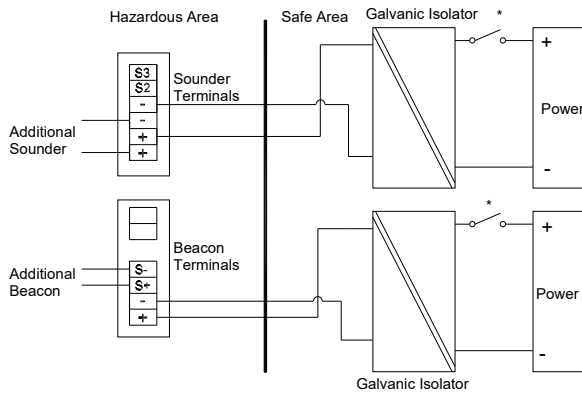 Hazardous Area
Safe Area
Galvanic Isolator
*
S3
S2
-
-
+
+
Sounder
Terminals
Additional
Sounder
+
Power
-
Beacon
Terminals
S-
S+
-
+
Additional
Beacon
*
+
Power
-
Galvanic Isolator